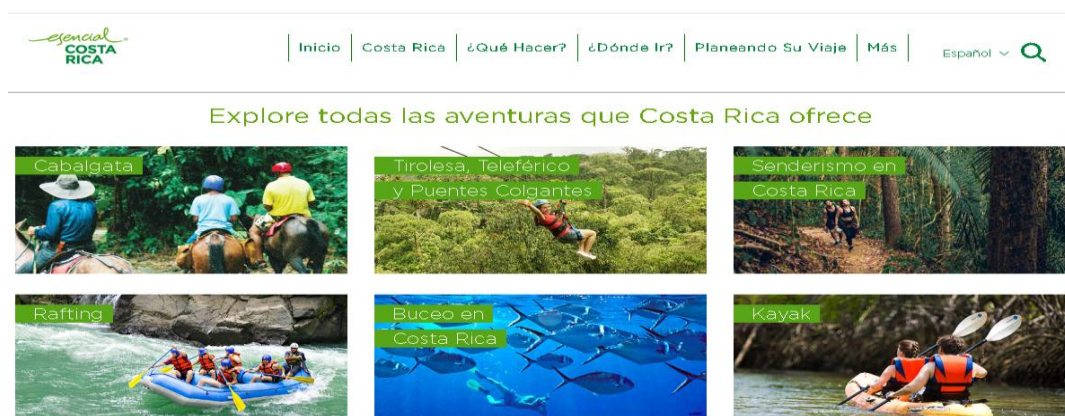 esencial
COSTA
RICA
Inicio
Costa Rica
¿Qué Hacer?
¿Dónde Ir?
Planeando Su Viaje
Más
Español
Explore todas las aventuras que Costa Rica ofrece
Cabalgata
Tirolesa, Teleférico
y Puentes Colgantes
Senderismo en
Costa Rica
Rafting
Buceo en
Costa Rica
Kayak